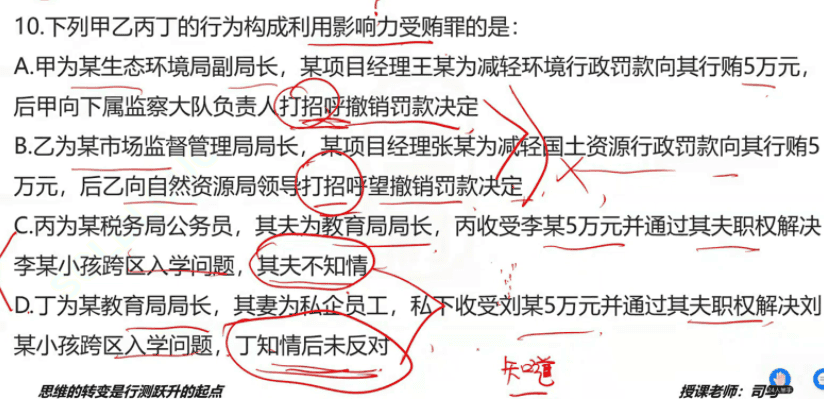 10.下列甲乙丙丁的行为构成利用影响力受贿罪的是：
A.甲为某生态环境局副局长，某项目经理王某为减轻环境行政罚款向其行贿5万元，
后甲向下属监察大队负责人打招呼撤销罚款决定
B.乙为某市场监督管理局局长，某项目经理张某为减轻国土资源行政罚款向其行贿5
万元，后乙向自然资源局领导打招呼望撤销罚款决定
C.丙为某税务局公务员，其夫为教育局局长，丙收受李某5万元并通过其夫职权解决
李某小孩跨区入学问题，其夫不知情
D.丁为某教育局局长，其妻为私企员工，私下收受刘某5万元并通过其夫职权解决刘
某小孩跨区入学问题，丁知情后未反对
知道
思维的转变是行测跃升的起点
授课老师：司马